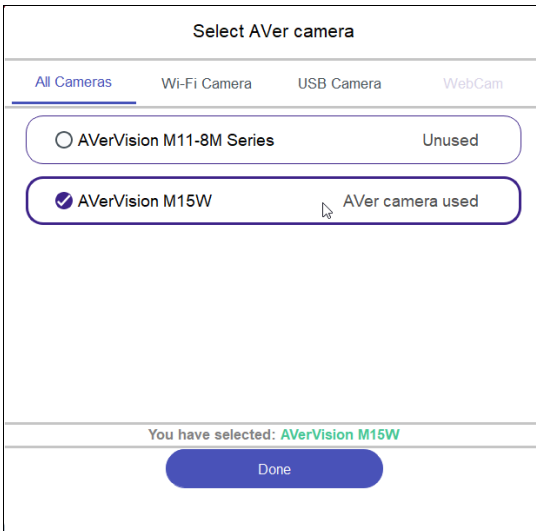 Select AVer camera
All Cameras Wi-Fi Camera USB Camera WebCam
AVerVision M11-8M Series Unused
AVerVision M15W AVer camera used
You have selected: AVerVision M15W
Done